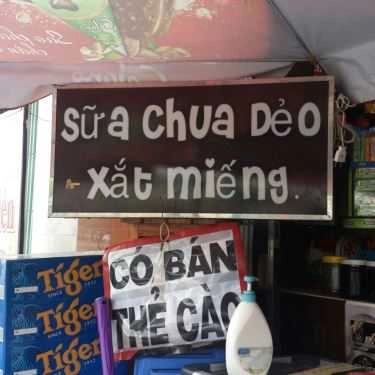 sữa chua dẻo
xắt miếng.
CÓ BÁN
THẺ CÀO
Tiger
Tiger
Tiger